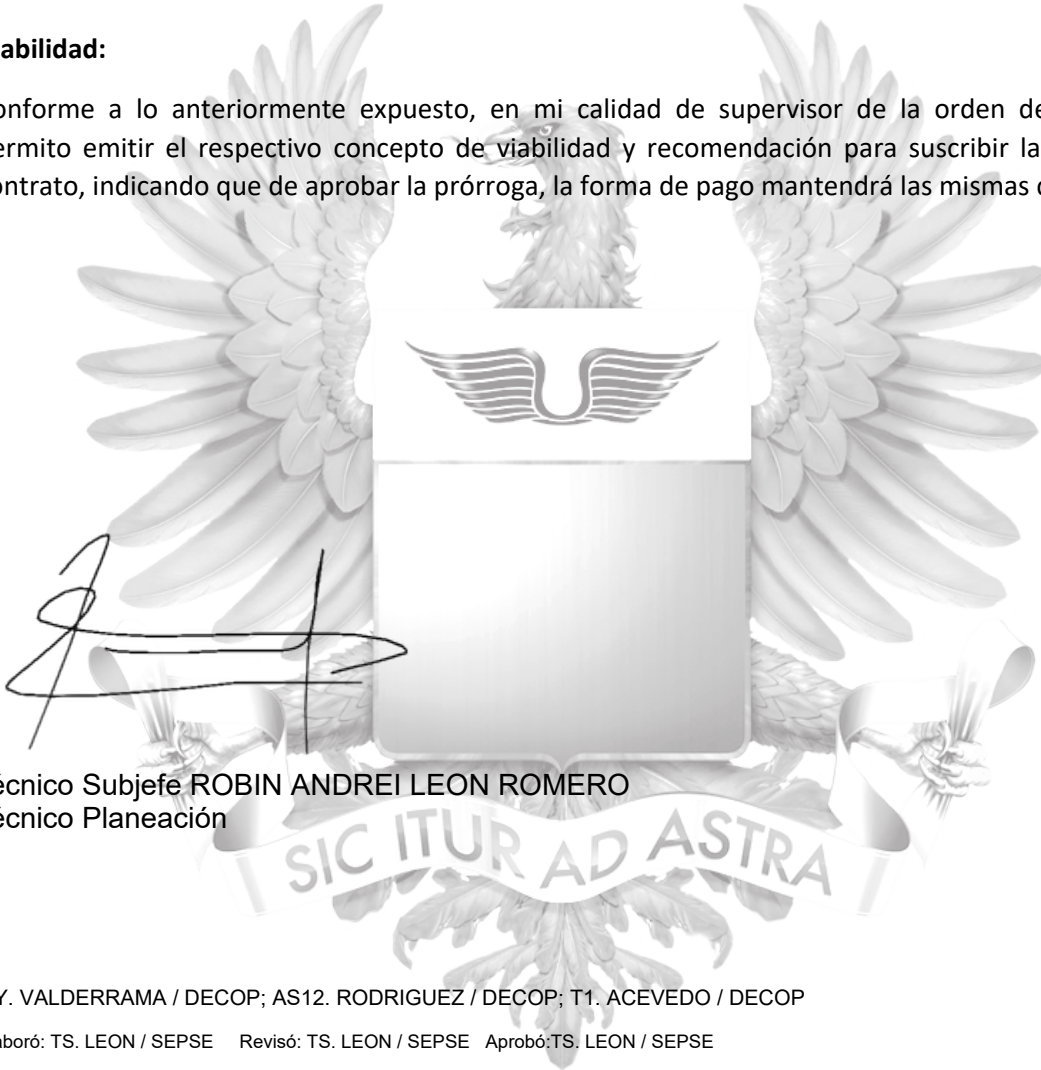 abilidad:
onforme a lo anteriormente expuesto, en mi calidad de supervisor de la orden de
ermito emitir el respectivo concepto de viabilidad y recomendación para suscribir la
ontrato, indicando que de aprobar la prórroga, la forma de pago mantendrá las mismas
écnico Subjefe ROBIN ANDREI LEON ROMERO
écnico Planeación
SIC ITUR AD ASTRA
Y. VALDERRAMA / DECOP; AS12. RODRIGUEZ / DECOP; T1. ACEVEDO / DECOP
boró: TS. LEON / SEPSE Revisó: TS. LEON / SEPSE Aprobó:TS. LEON / SEPSE